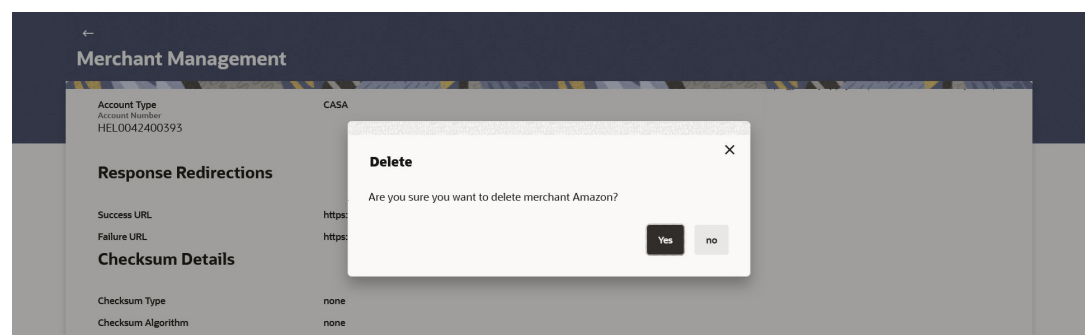 ←
Merchant Management
Account Type CASA
Account Number
HEL0042400393
Delete
Are you sure you want to delete merchant Amazon?
Yes no
Response Redirections
Success URL https:
Failure URL https:
Checksum Details
Checksum Type none
Checksum Algorithm none